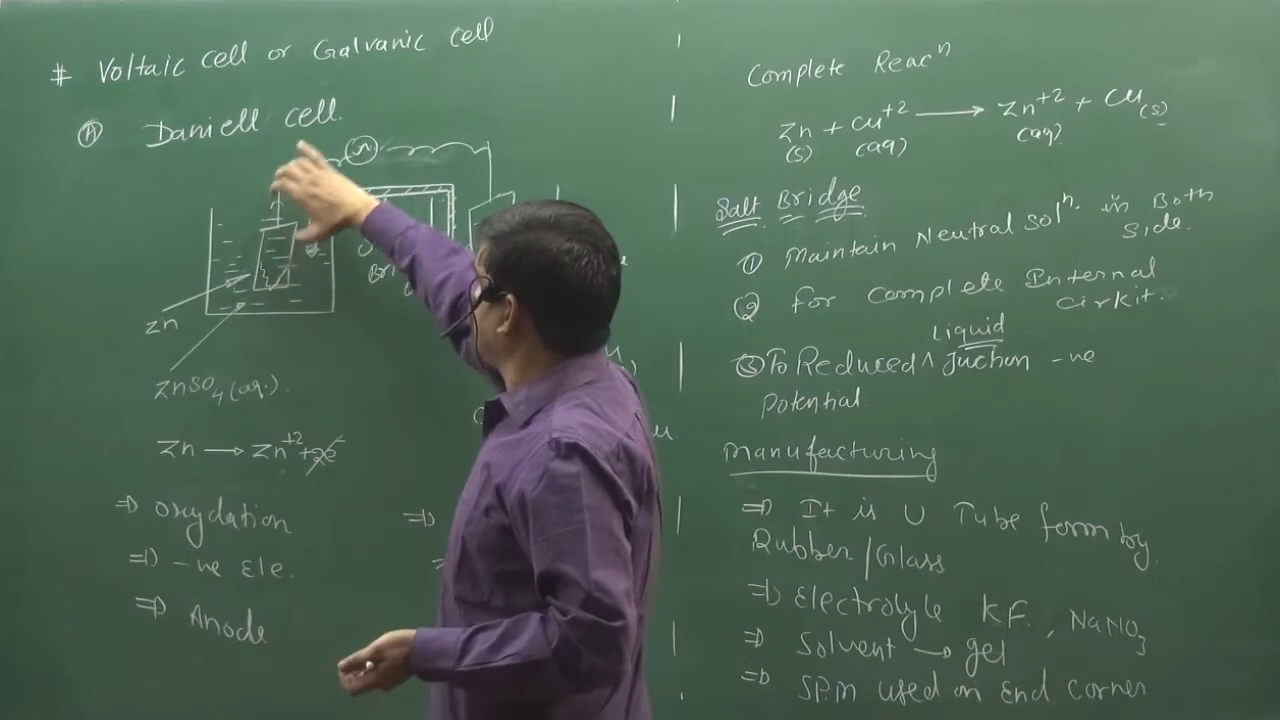 # Voltaic cell or Galvanic cell
Ⓐ Daniell cell.
Zn
ZnSO4(aq.).
Zn → Zn+2 + 2e
⇒ Oxydation
⇒ -ve Ele.
⇒ Anode
Complete Reacn
Zn + Cu+2 → Zn+2 + Cu(s)
(s) (aq) (aq)
Salt Bridge
① Maintain Neutral Soln. in Both
Side.
② for complete Internal
Cirkit.
Liquid
③ To Reduced ^ Juction -ve
Potential
Manufacturing
⇒ It is U Tube form by
Rubber/Glass
⇒ Electrolyle KF, NaNO3
⇒ Solvent → gel
⇒ SPM used on End corner